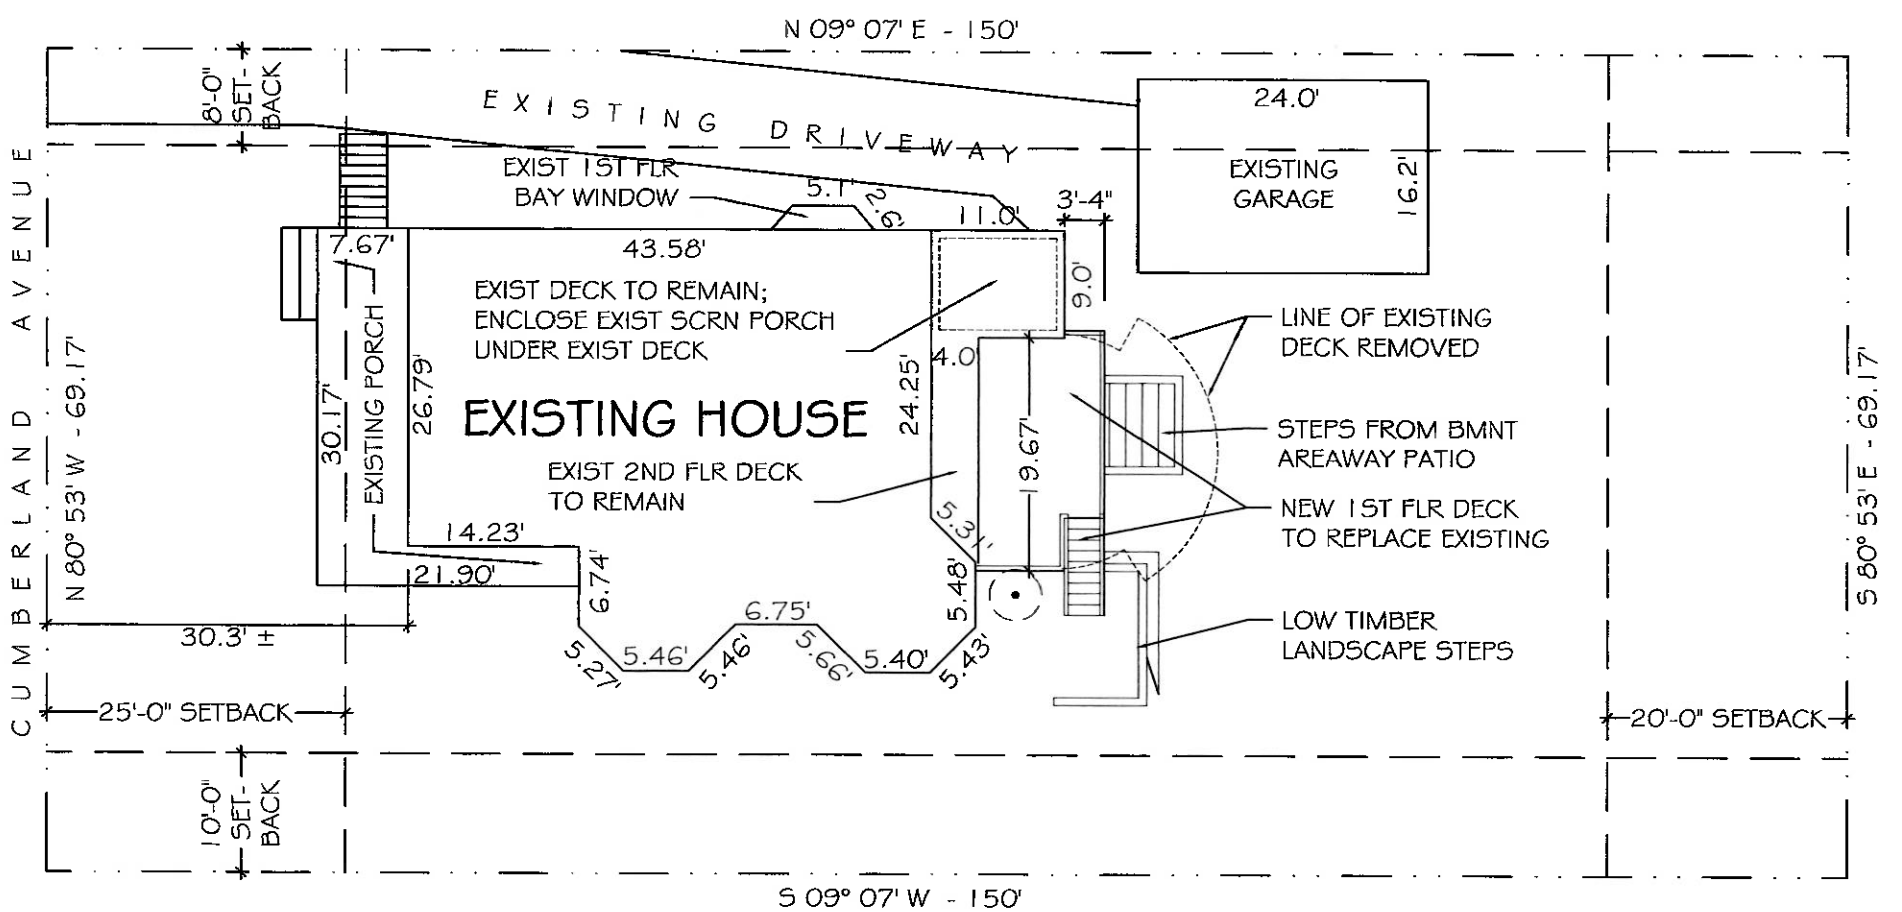 N 09° 07' E - 150'
8'-0"
SET-
BACK
EXISTING DRIVEWAY
24.0'
EXISTING
GARAGE
16.2'
EXIST 1ST FLR
BAY WINDOW
5.1'
2.6'
11.0'
3'-4"
7.67'
43.58'
9.0'
EXIST DECK TO REMAIN;
ENCLOSE EXIST SCRN PORCH
UNDER EXIST DECK
LINE OF EXISTING
DECK REMOVED
CUMBERLAND AVENUE
N 80° 53' W - 69.17'
30.17'
EXISTING PORCH
26.79'
EXISTING HOUSE
24.25'
4.0'
19.67'
STEPS FROM BMNT
AREAWAY PATIO
EXIST 2ND FLR DECK
TO REMAIN
NEW 1ST FLR DECK
TO REPLACE EXISTING
S 80° 53' E - 69.17'
14.23'
5.31'
21.90'
6.74'
5.48'
6.75'
30.3' ±
5.27'
5.46'
5.46'
5.66'
5.40'
5.43'
LOW TIMBER
LANDSCAPE STEPS
25'-0" SETBACK
20'-0" SETBACK
10'-0"
SET-
BACK
S 09° 07' W - 150'